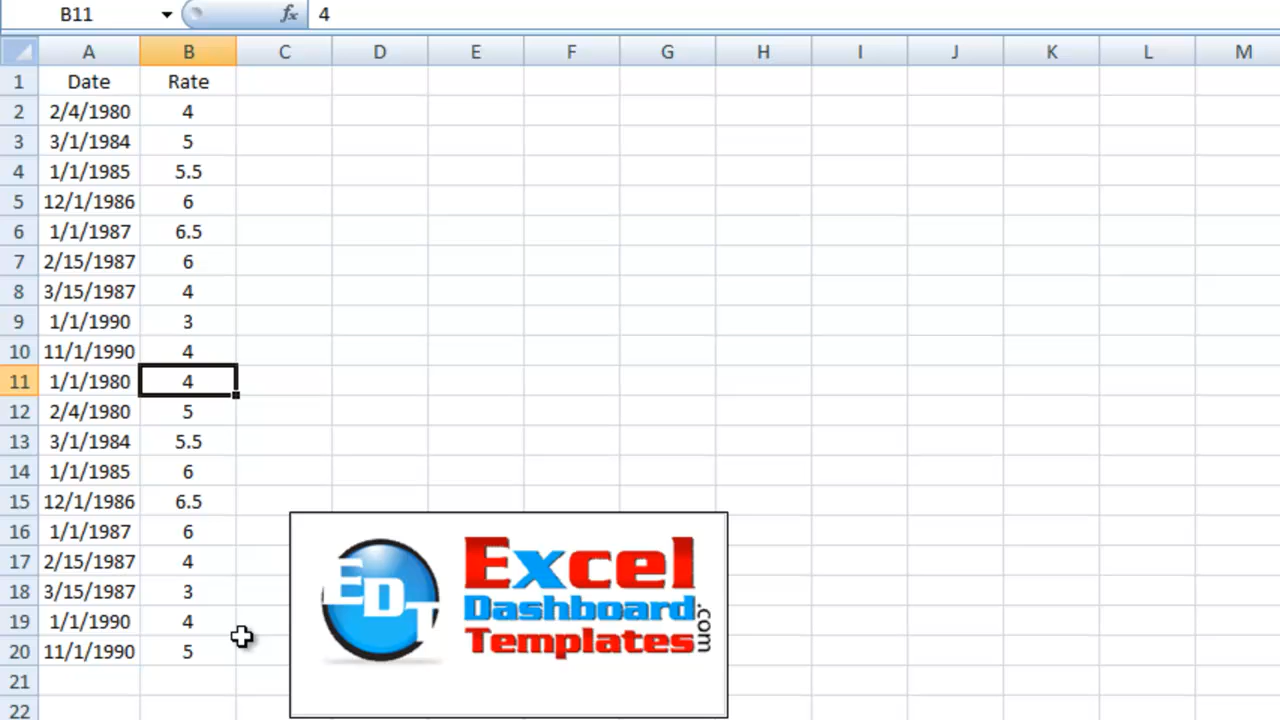 B11 fx 4
A B C D E F G H I J K L M
1 Date Rate
2 2/4/1980 4
3 3/1/1984 5
4 1/1/1985 5.5
5 12/1/1986 6
6 1/1/1987 6.5
7 2/15/1987 6
8 3/15/1987 4
9 1/1/1990 3
10 11/1/1990 4
11 1/1/1980 4
12 2/4/1980 5
13 3/1/1984 5.5
14 1/1/1985 6
15 12/1/1986 6.5
16 1/1/1987 6
17 2/15/1987 4
18 3/15/1987 3
19 1/1/1990 4
20 11/1/1990 5
21
22
EDT
Excel
Dashboard
Templates
.com